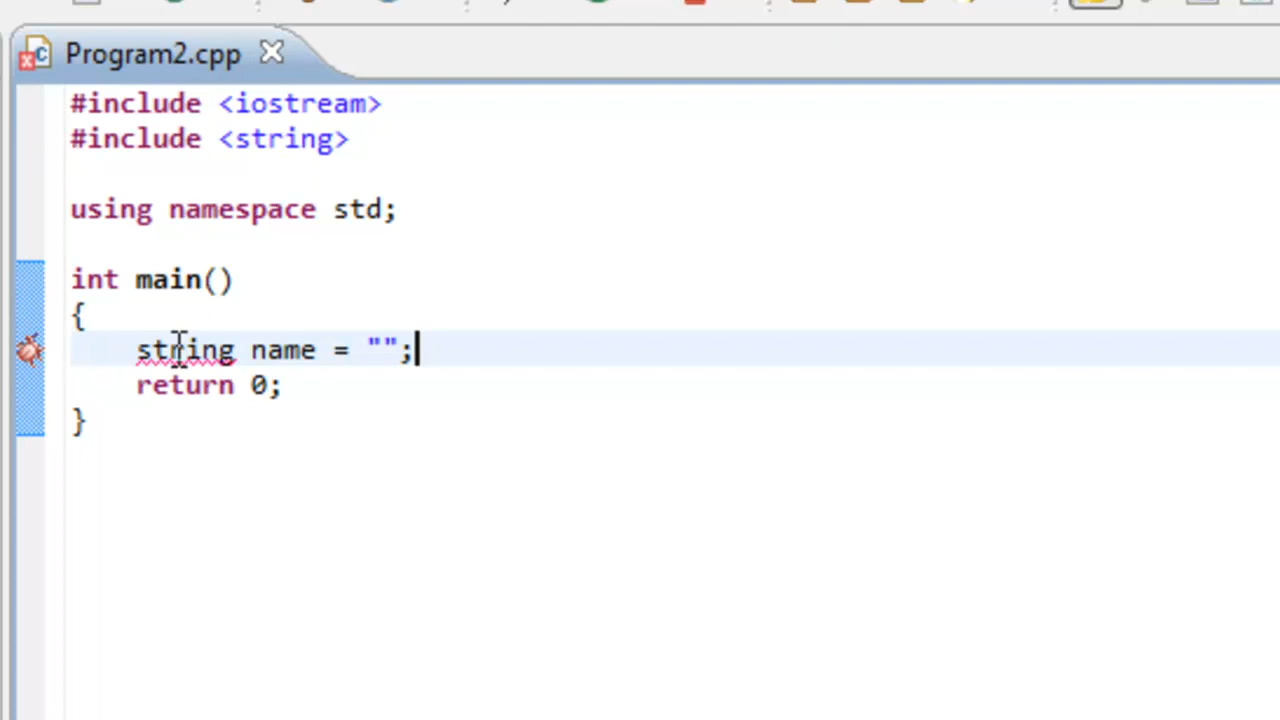 Program2.cpp
#include <iostream>
#include <string>
using namespace std;
int main()
{
string name = "";
return 0;
}